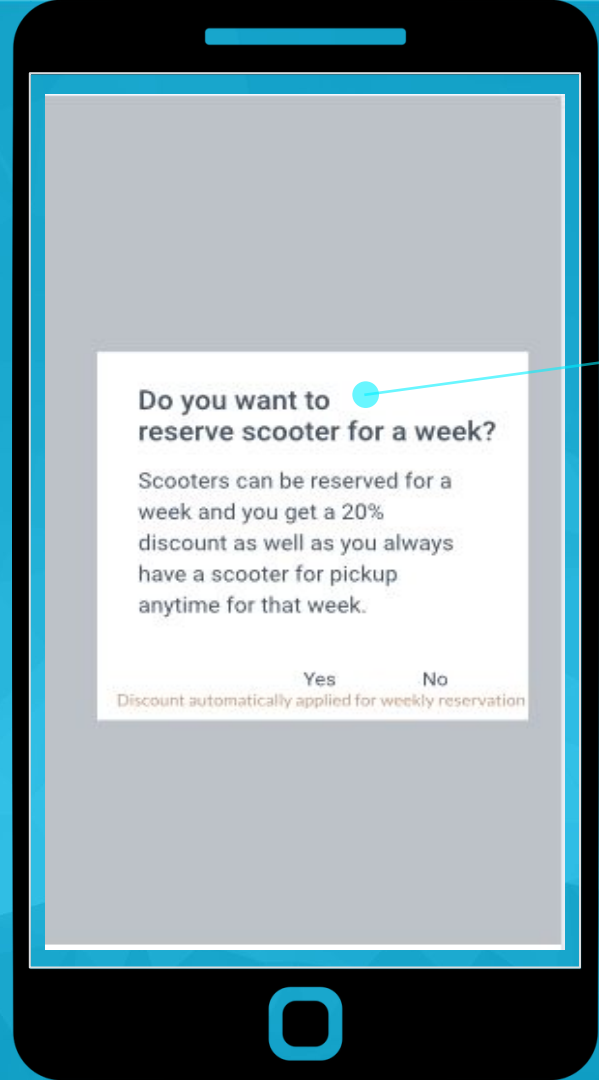 Do you want to
reserve scooter for a week?
Scooters can be reserved for a
week and you get a 20%
discount as well as you always
have a scooter for pickup
anytime for that week.
Yes No
Discount automatically applied for weekly reservation